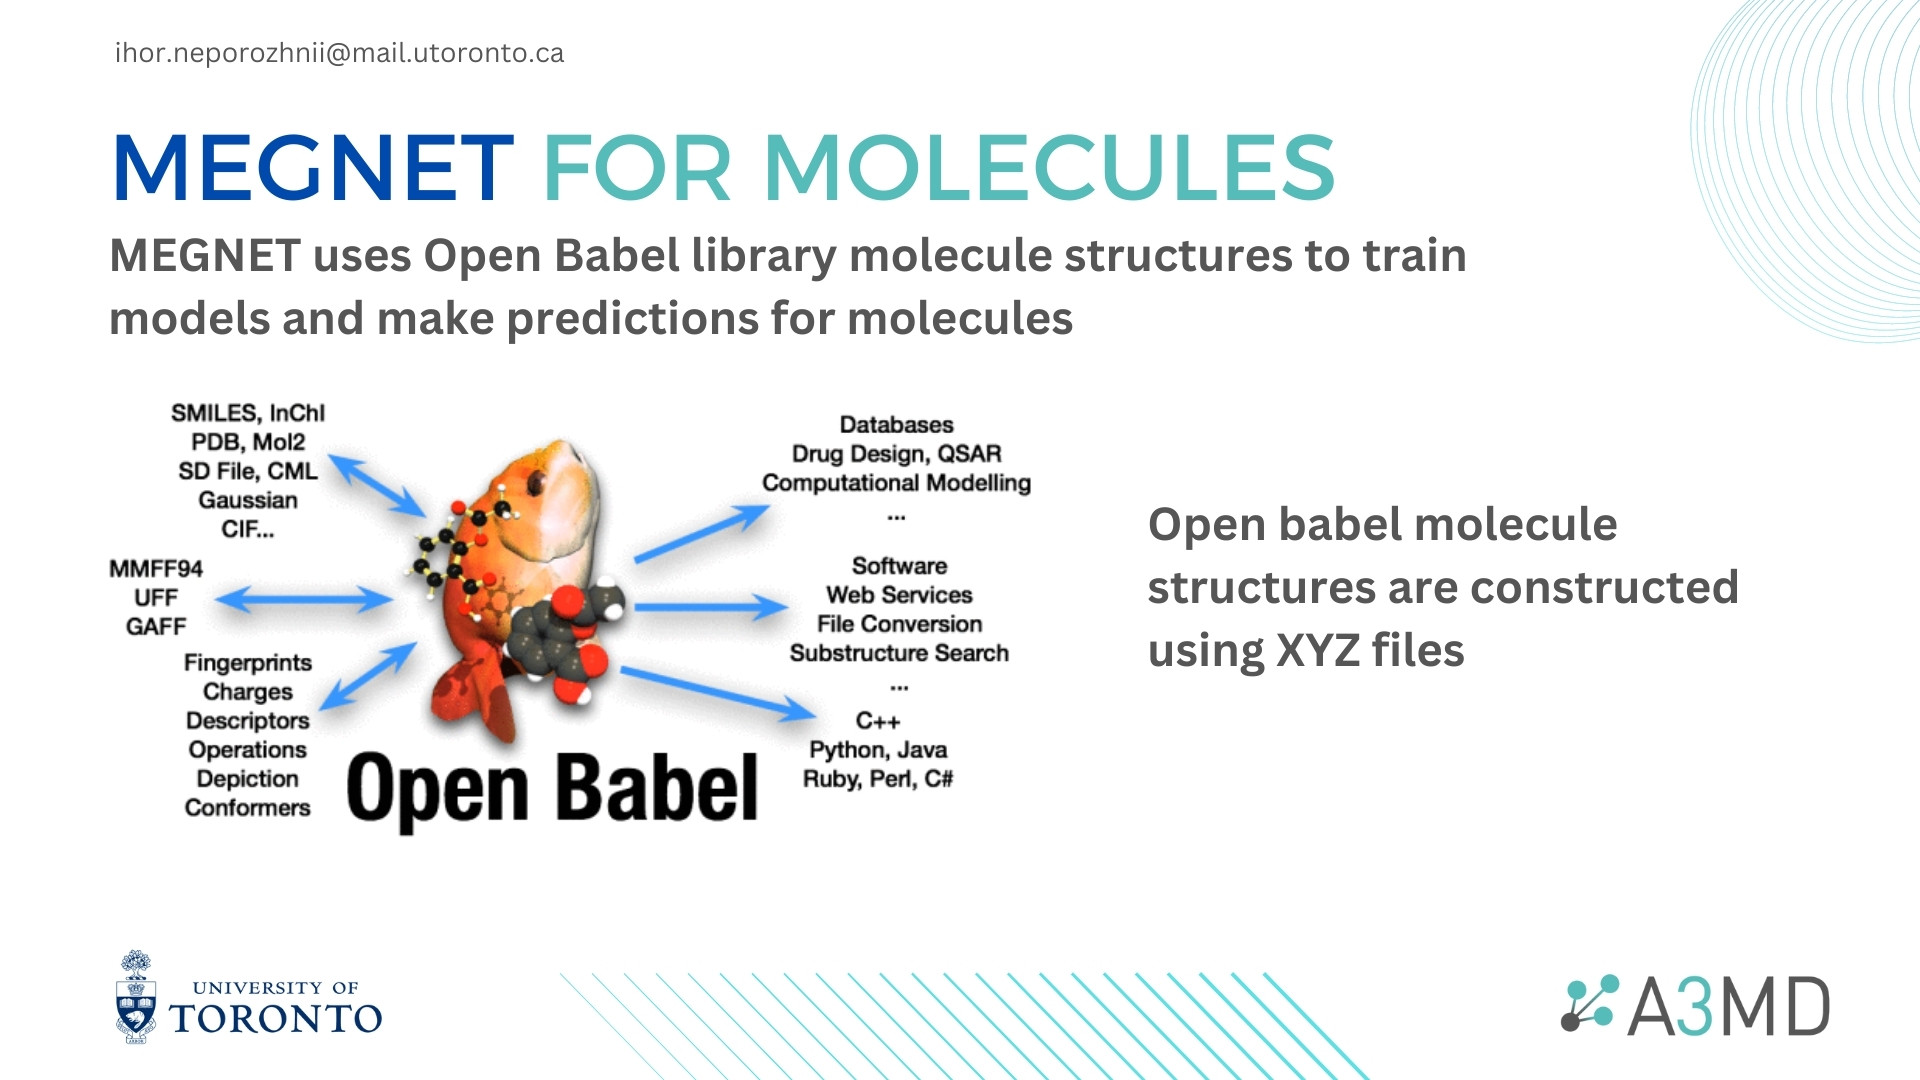 ihor.neporozhnii@mail.utoronto.ca
MEGNET FOR MOLECULES
MEGNET uses Open Babel library molecule structures to train
models and make predictions for molecules
SMILES, InChI
PDB, Mol2
SD File, CML
Gaussian
CIF...
MMFF94
UFF
GAFF
Fingerprints
Charges
Descriptors
Operations
Depiction
Conformers
Open Babel
Databases
Drug Design, QSAR
Computational Modelling
...
Software
Web Services
File Conversion
Substructure Search
...
C++
Python, Java
Ruby, Perl, C#
Open babel molecule
structures are constructed
using XYZ files
UNIVERSITY OF
TORONTO
A3MD